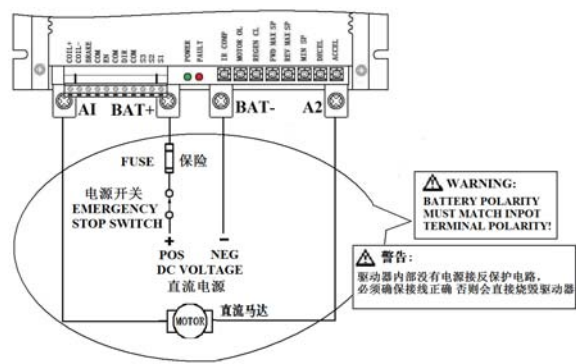 COIL+
COIL-
BRAKE
COM
EN
COM
DIR
COM
S3
S2
S1
POWER
FAULT
IR COMP
MOTOR OL
REGEN CL
FWD MAX SP
REV MAX SP
MIN SP
DECEL
ACCEL
AI BAT+ BAT- A2
FUSE 保险
电源开关
EMERGENCY
STOP SWITCH
+ −
POS NEG
DC VOLTAGE
直流电源
MOTOR 直流马达
WARNING:
BATTERY POLARITY
MUST MATCH INPOT
TERMINAL POLARITY!
警告:
驱动器内部没有电源接反保护电路,
必须确保接线正确 否则会直接烧毁驱动器